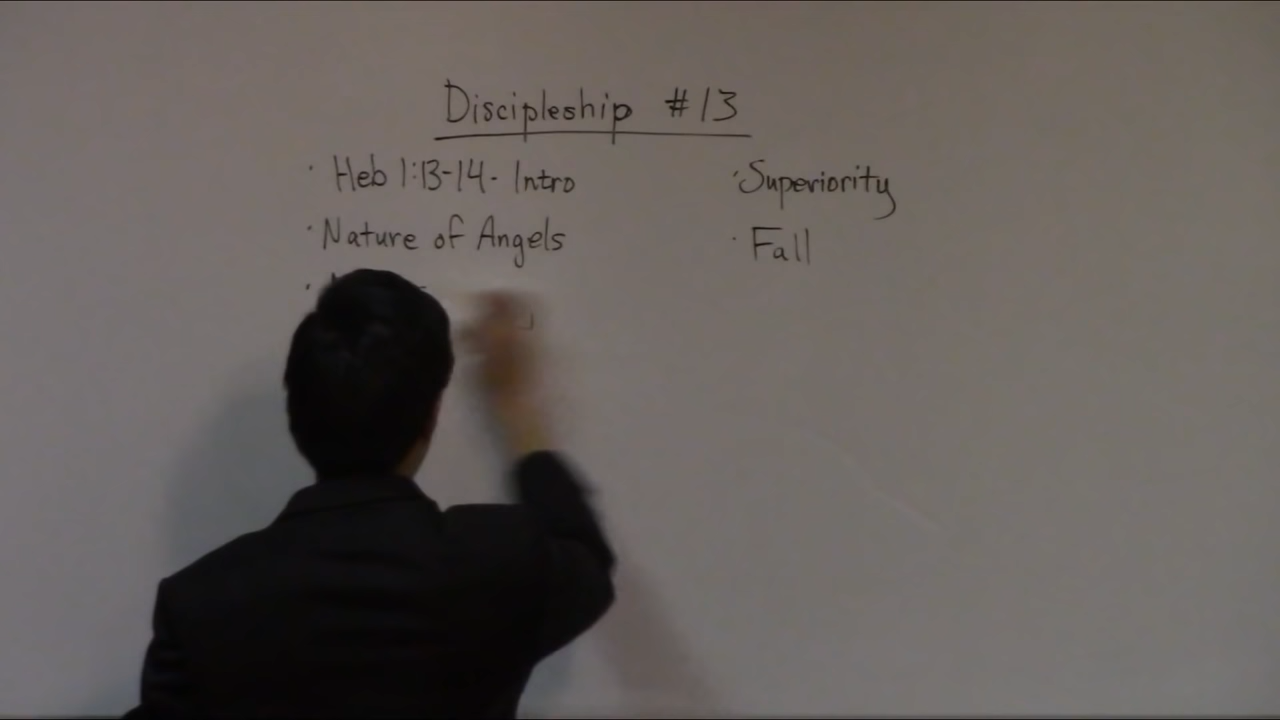 Discipleship #13
· Heb 1:13-14- Intro
· Nature of Angels
· Superiority
· Fall